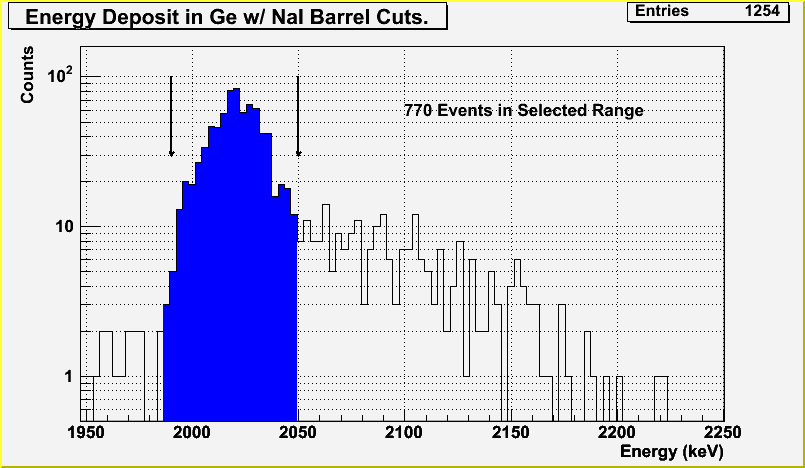 Energy Deposit in Ge w/ NaI Barrel Cuts.
Entries 1254
Counts
10²
770 Events in Selected Range
10
1
1950 2000 2050 2100 2150 2200 2250
Energy (keV)